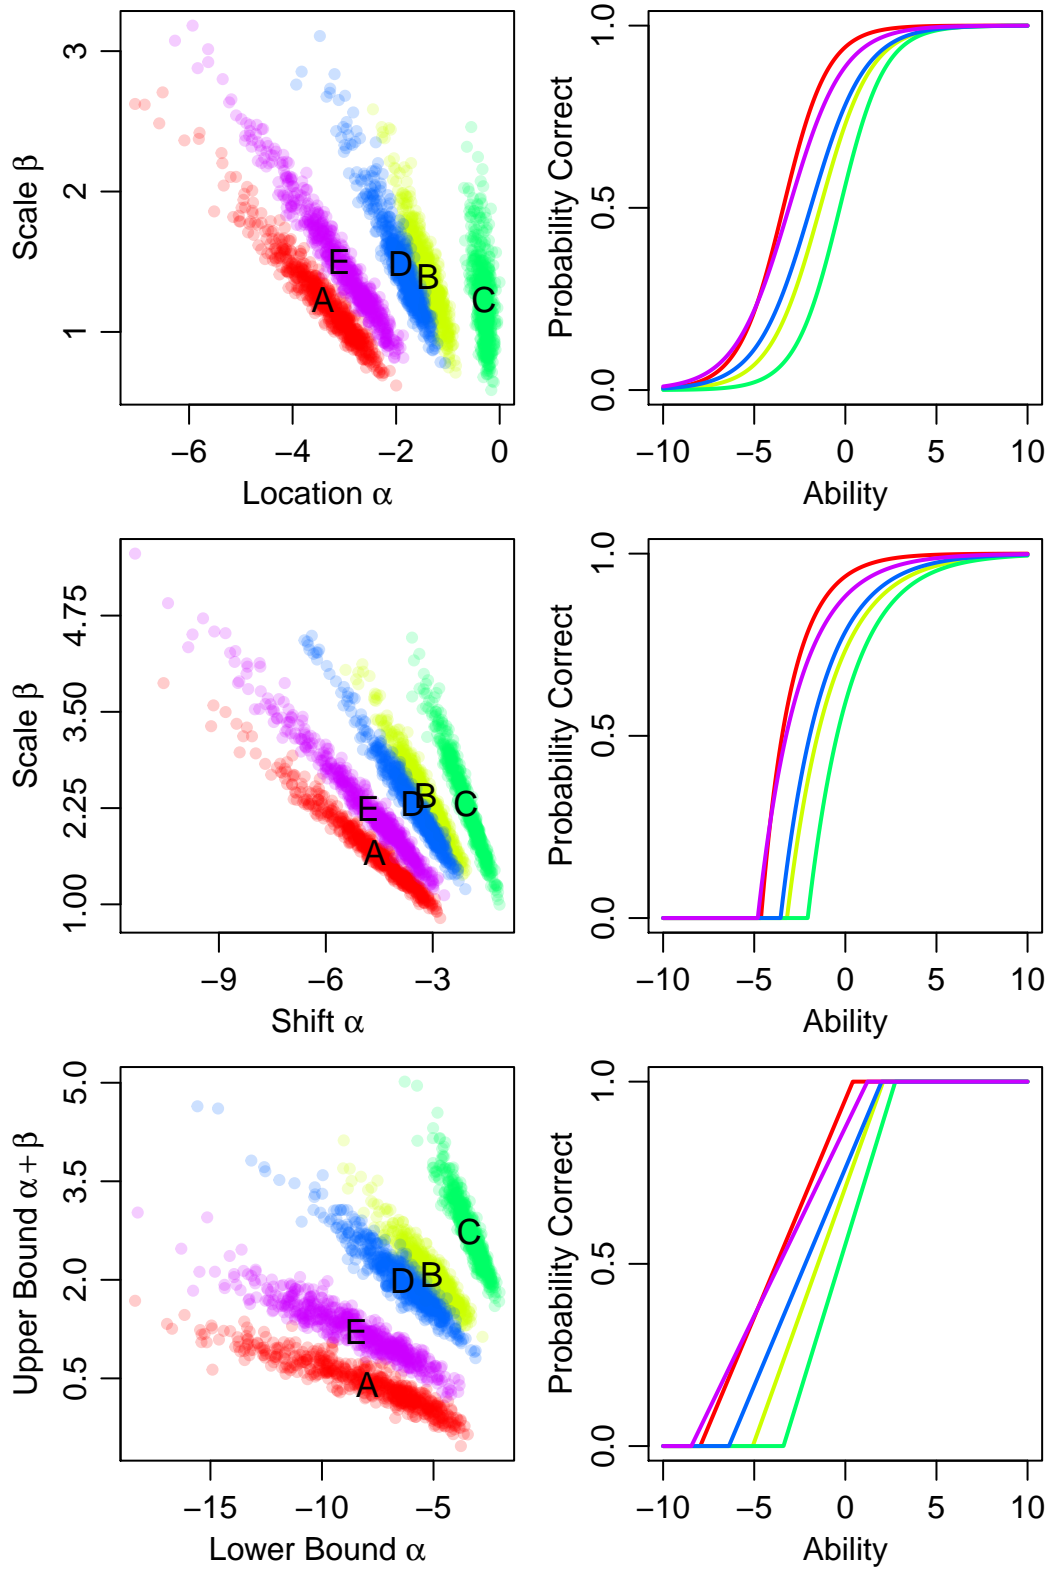 Scale β
3
2
1
A
E
D
B
C
−6 −4 −2 0
Location α
Probability Correct
1.0
0.5
0.0
−10 −5 0 5 10
Ability
Scale β
4.75
3.50
2.25
1.00
A
E
D
B
C
−9 −6 −3
Shift α
Probability Correct
1.0
0.5
0.0
−10 −5 0 5 10
Ability
Upper Bound α + β
5.0
3.5
2.0
0.5
A
E
D
B
C
−15 −10 −5
Lower Bound α
Probability Correct
1.0
0.5
0.0
−10 −5 0 5 10
Ability